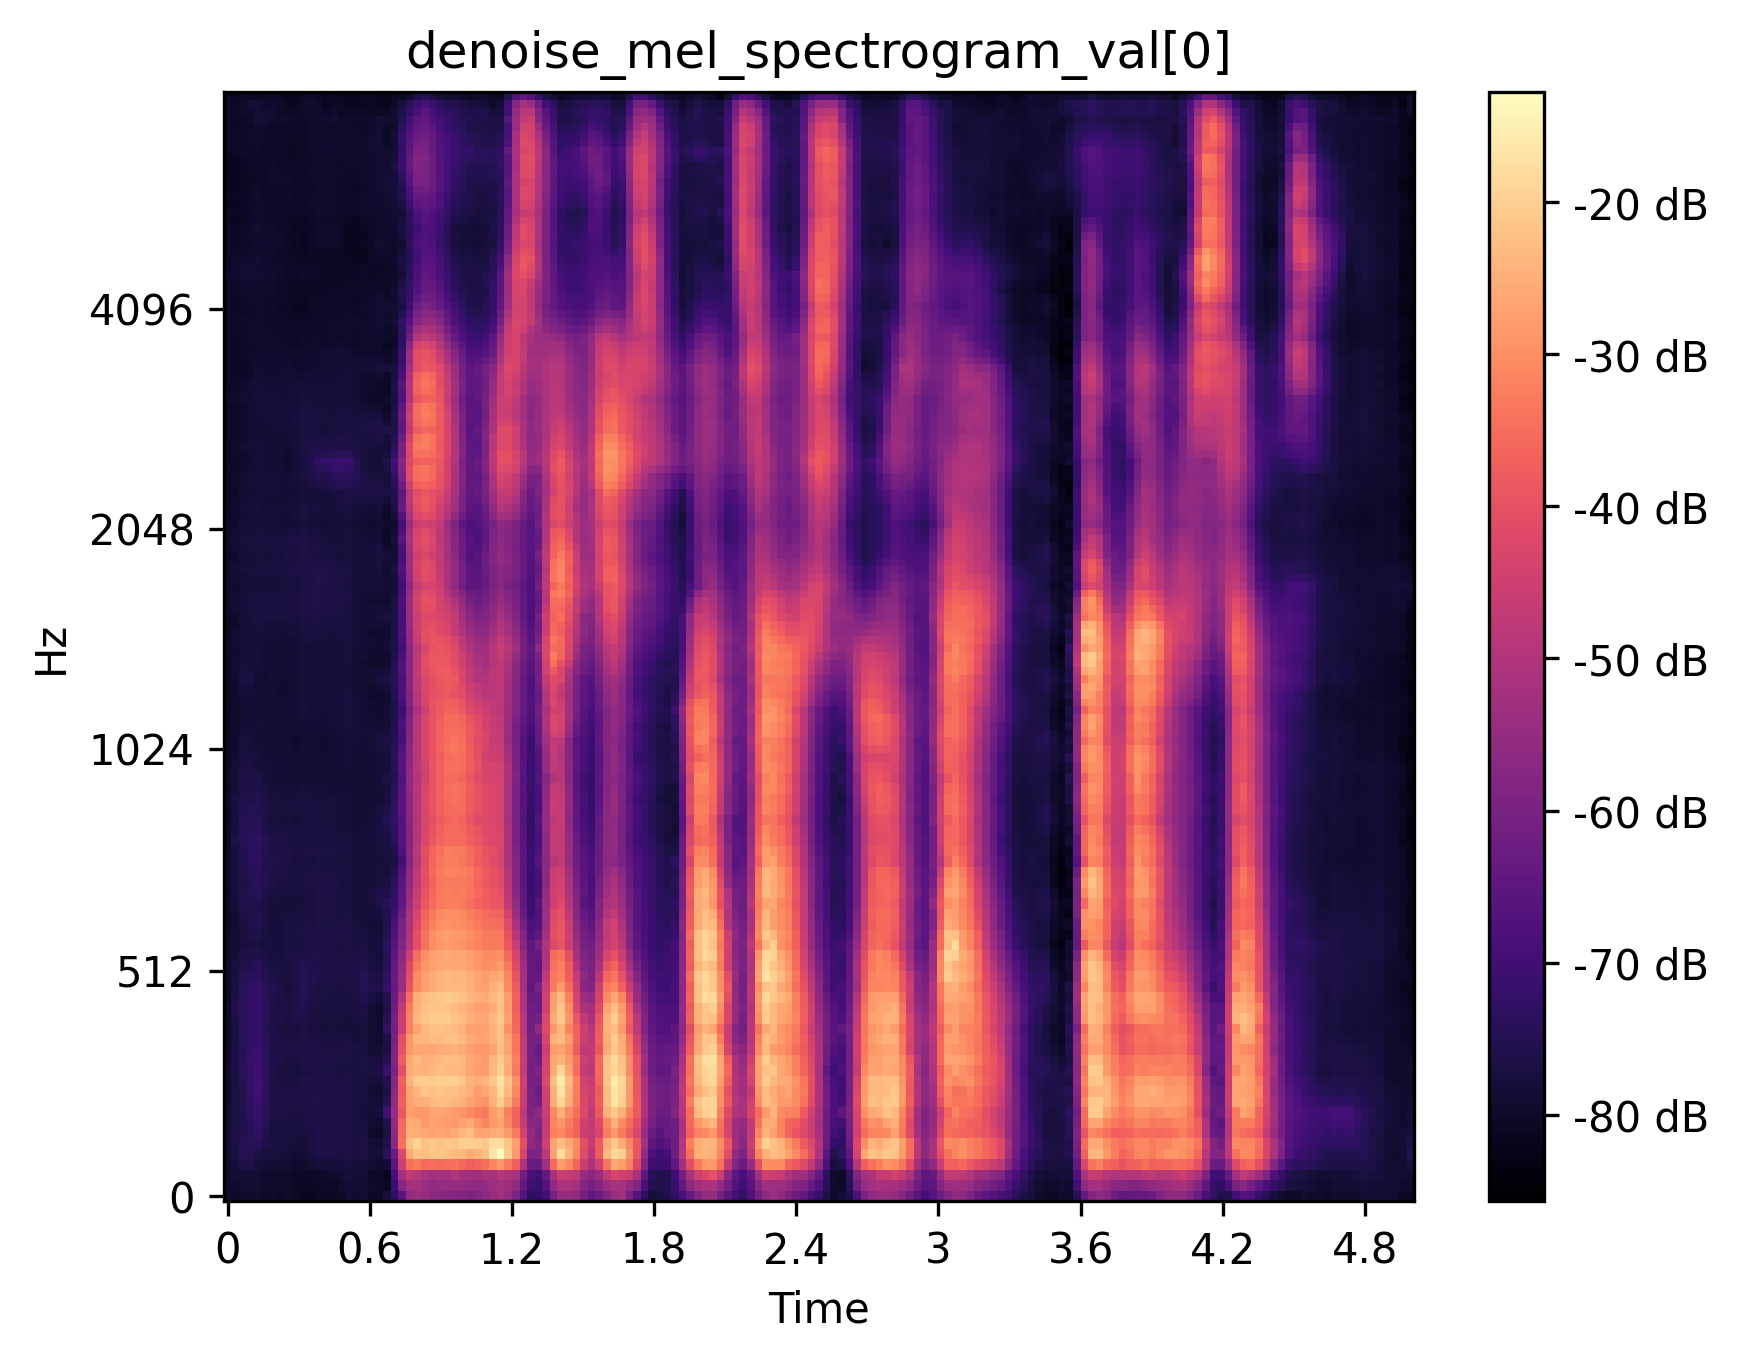 denoise_mel_spectrogram_val[0]
Hz
4096
2048
1024
512
0
0 0.6 1.2 1.8 2.4 3 3.6 4.2 4.8
Time
-20 dB
-30 dB
-40 dB
-50 dB
-60 dB
-70 dB
-80 dB